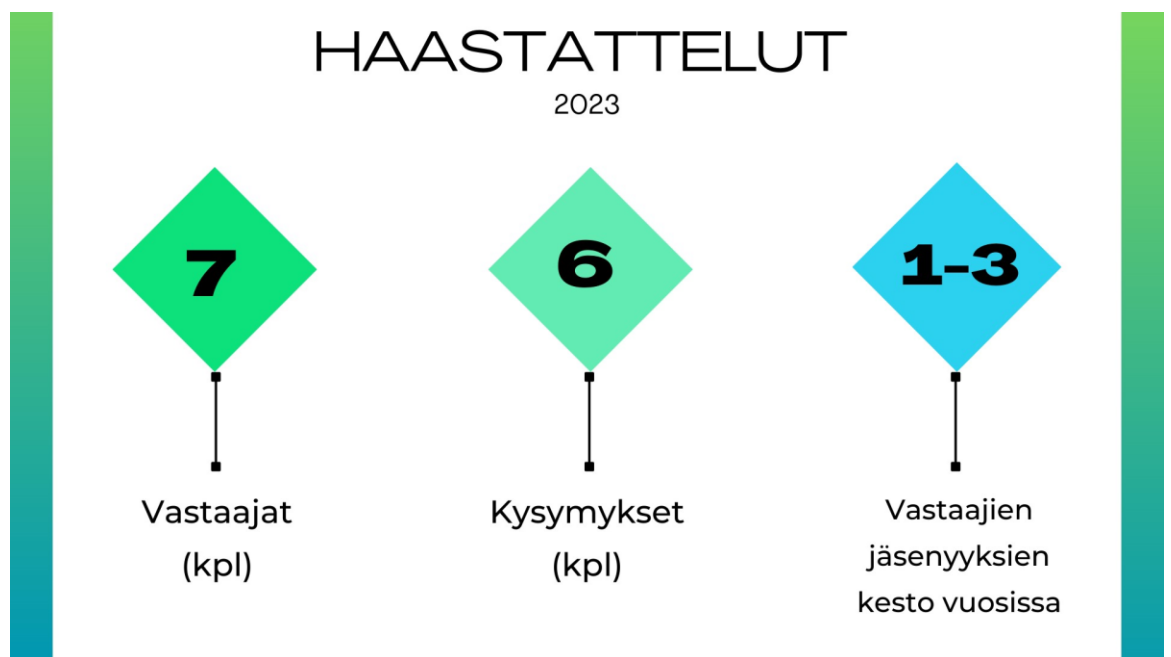 HAASTATTELUT
2023
7
6
1-3
Vastaajat
(kpl)
Kysymykset
(kpl)
Vastaajien
jäsenyyksien
kesto vuosissa